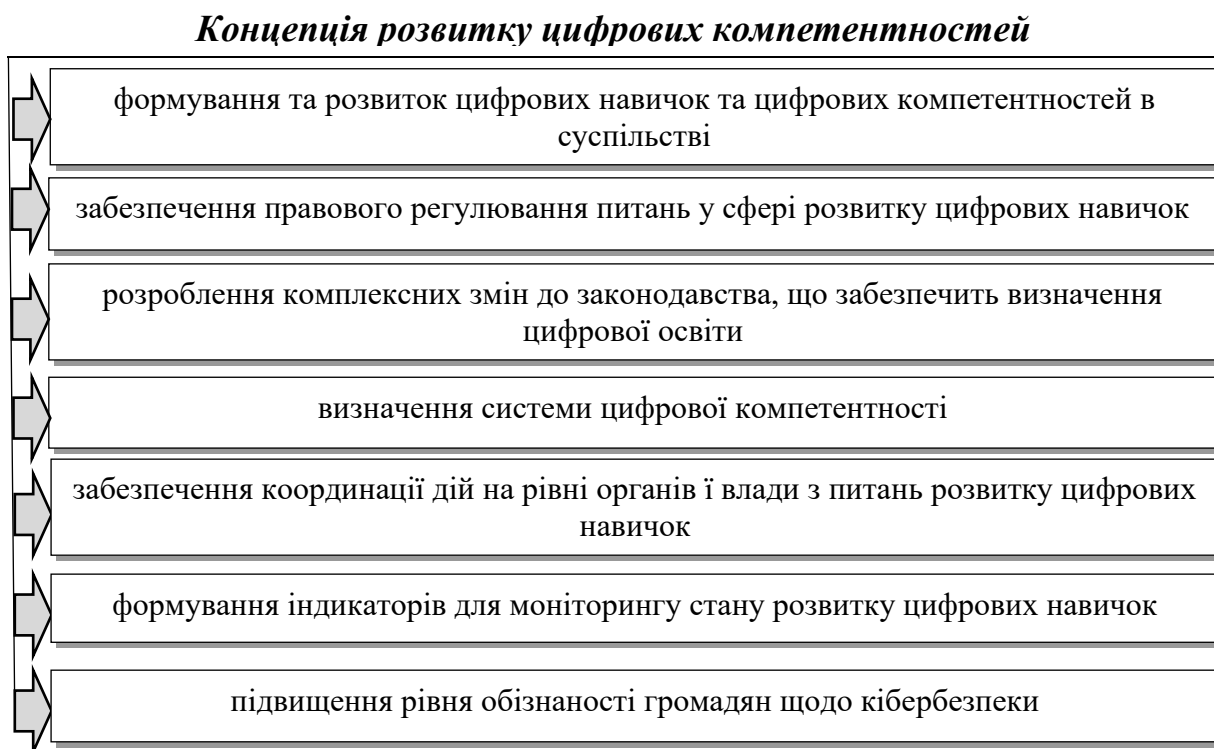 Концепція розвитку цифрових компетентностей
формування та розвиток цифрових навичок та цифрових компетентностей в
суспільстві
забезпечення правового регулювання питань у сфері розвитку цифрових навичок
розроблення комплексних змін до законодавства, що забезпечить визначення
цифрової освіти
визначення системи цифрової компетентності
забезпечення координації дій на рівні органів ї влади з питань розвитку цифрових
навичок
формування індикаторів для моніторингу стану розвитку цифрових навичок
підвищення рівня обізнаності громадян щодо кібербезпеки